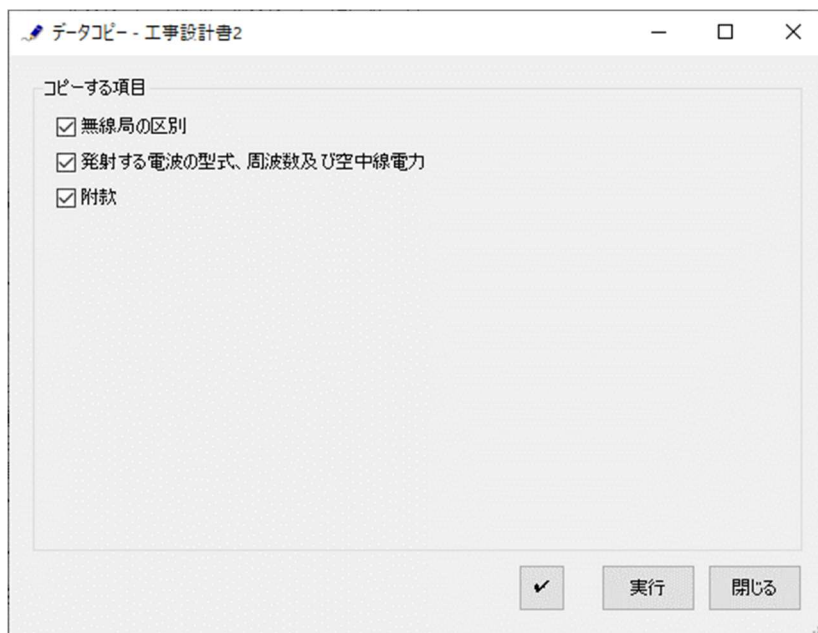 データコピー - 工事設計書2
コピーする項目
無線局の区別
発射する電波の型式、周波数及び空中線電力
附款
実行
閉じる